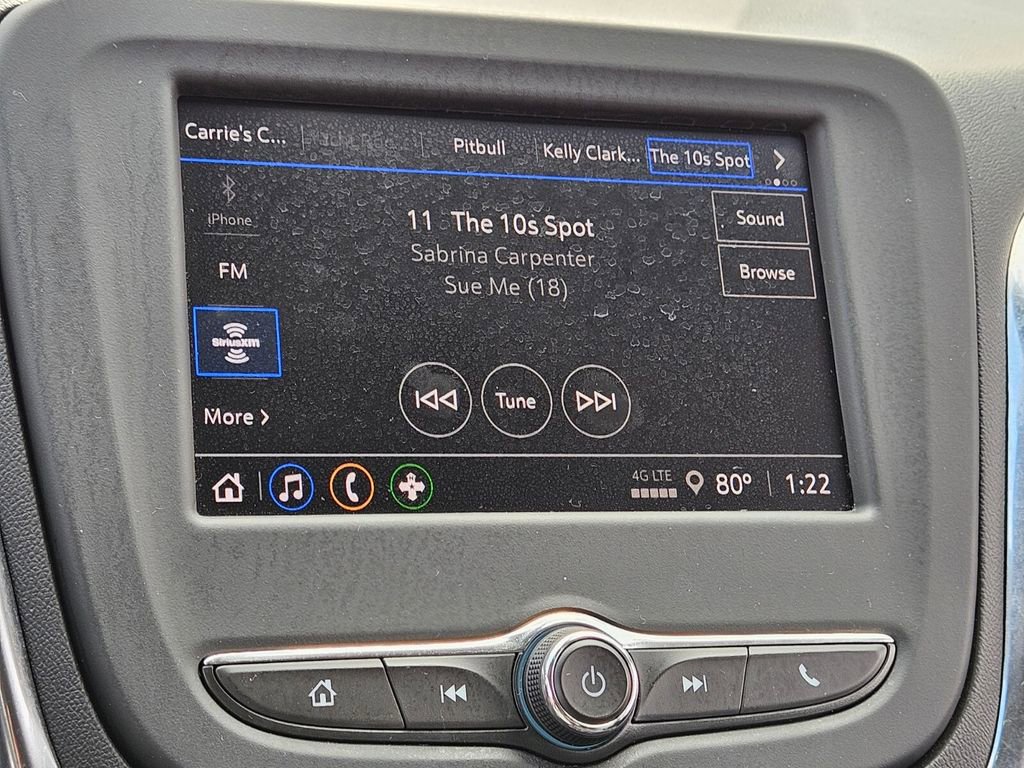 Carrie's C...
Pitbull
Kelly Clark...
The 10s Spot
iPhone
11 The 10s Spot
Sound
Sabrina Carpenter
FM
Sue Me (18)
Browse
SiriusXM
Tune
More
4G LTE
80°
1:22